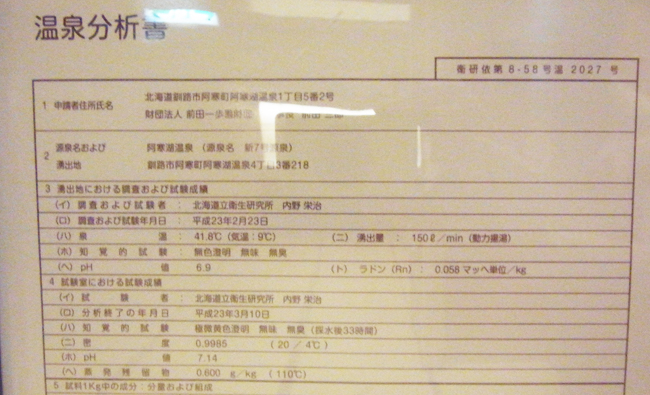 温泉分析書
衛研依第 8-58号温 2027 号
1 申請者住所氏名 北海道釧路市阿寒町阿寒湖温泉1丁目5番2号
財団法人 前田一歩園財
2 源泉名および 阿寒湖温泉 (源泉名 新7号源泉)
湧出地 釧路市阿寒町阿寒湖温泉4丁目3番218
3 湧出地における調査および試験成績
(イ) 調査および試験者 : 北海道立衛生研究所 内野 栄治
(ロ) 調査および試験年月日 : 平成23年2月23日
(ハ) 泉温 : 41.8℃ (気温:9℃) (ニ) 湧出量 : 150ℓ/min (動力揚湯)
(ホ) 知覚的試験 : 無色澄明 無味 無臭
(ヘ) pH値 6.9 (ト) ラドン(Rn) : 0.058 マッヘ単位/kg
4 試験室における試験成績
(イ) 試験者 : 北海道立衛生研究所 内野 栄治
(ロ) 分析終了の年月日 平成23年3月10日
(ハ) 知覚的試験 極微黄色澄明 無味 無臭 (採水後33時間)
(ニ) 密度 0.9985 (20/4℃)
(ホ) pH値 7.14
(ヘ) 蒸発残留物 0.600 g/kg (110℃)
5 試料1Kg中の成分:分量および組成